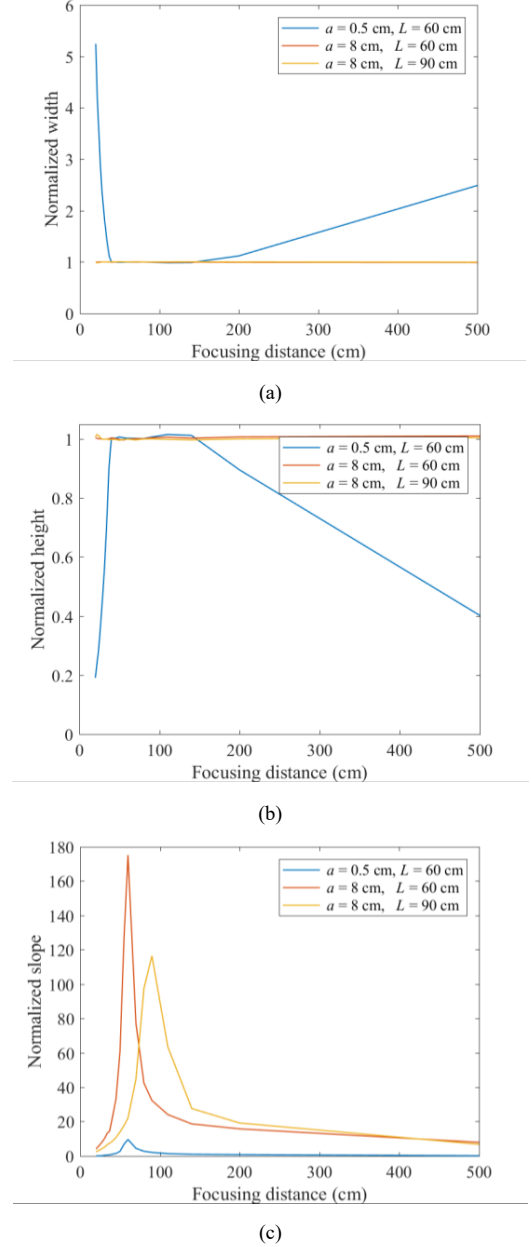 6
5
4
3
2
1
0
Normalized width
a = 0.5 cm, L = 60 cm
a = 8 cm, L = 60 cm
a = 8 cm, L = 90 cm
0 100 200 300 400 500
Focusing distance (cm)
(a)
1
0.8
0.6
0.4
0.2
0
Normalized height
a = 0.5 cm, L = 60 cm
a = 8 cm, L = 60 cm
a = 8 cm, L = 90 cm
0 100 200 300 400 500
Focusing distance (cm)
(b)
180
160
140
120
100
80
60
40
20
0
Normalized slope
a = 0.5 cm, L = 60 cm
a = 8 cm, L = 60 cm
a = 8 cm, L = 90 cm
0 100 200 300 400 500
Focusing distance (cm)
(c)